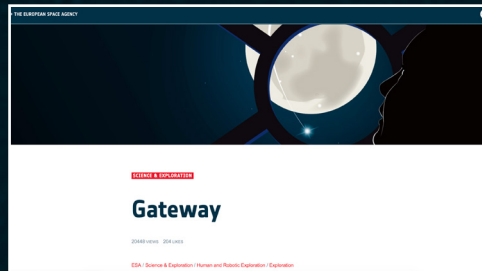 THE EUROPEAN SPACE AGENCY
SCIENCE & EXPLORATION
Gateway
ESA / Science & Exploration / Human and Robotic Exploration / Exploration